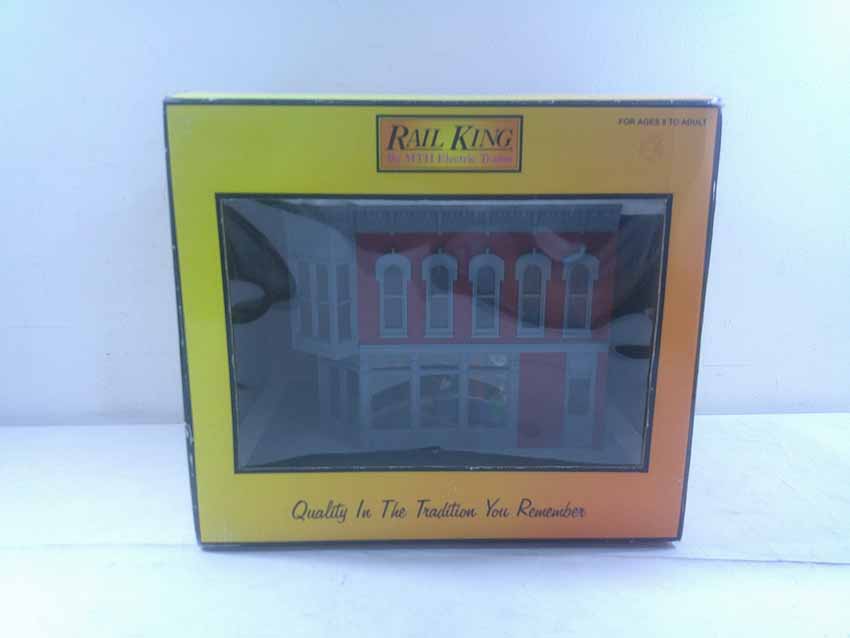 FOR AGES 8 TO ADULT
RAIL KING
By MTH Electric Trains
Quality In The Tradition You Remember